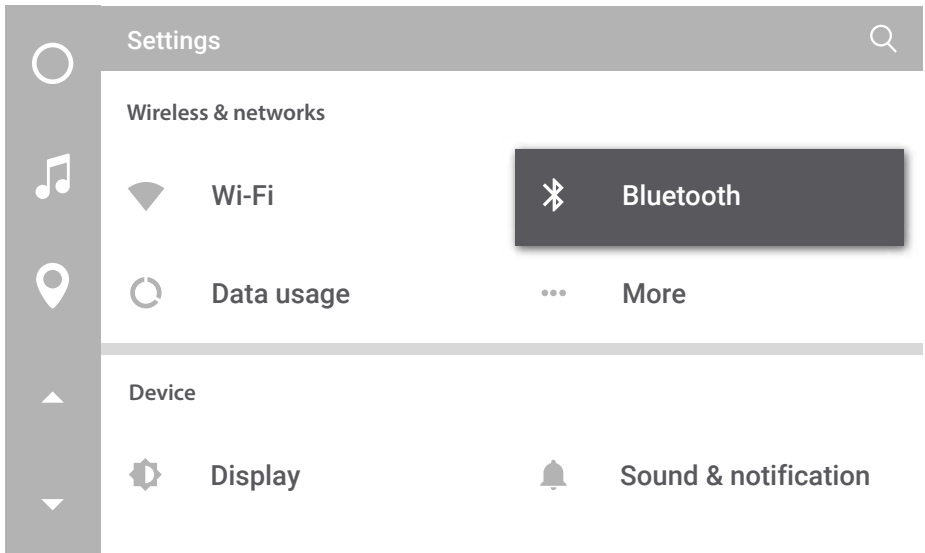 Settings
Wireless & networks
Wi-Fi
Bluetooth
Data usage
More
Device
Display
Sound & notification